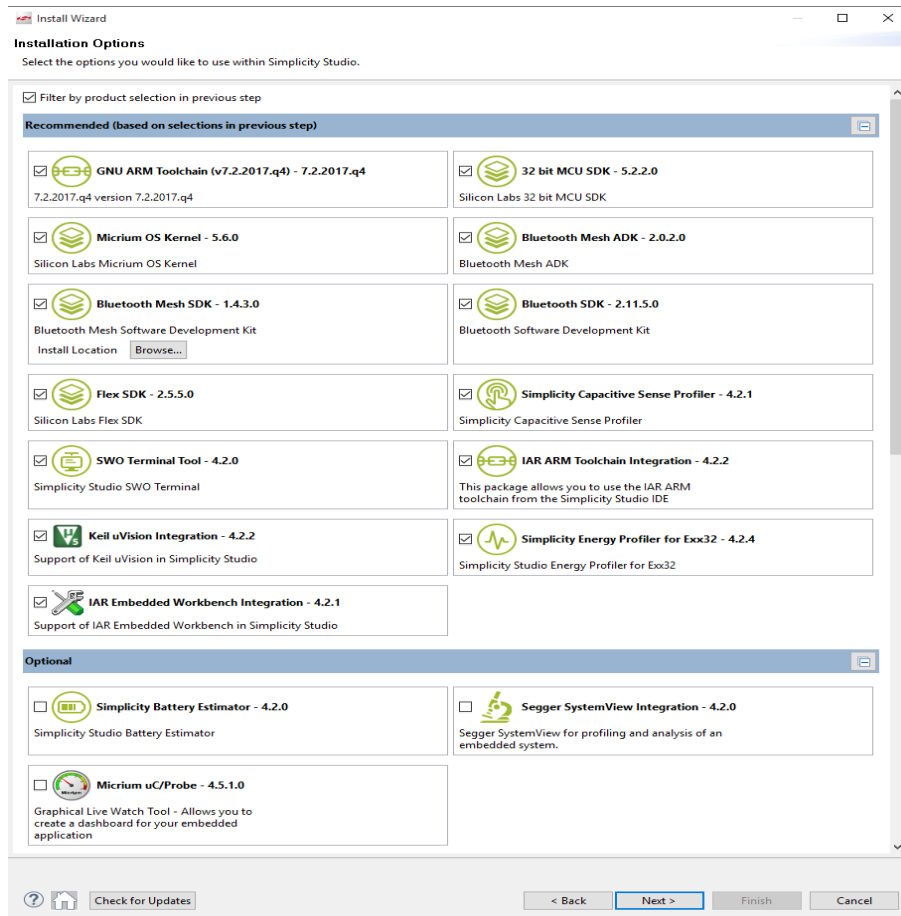 Install Wizard
Installation Options
Select the options you would like to use within Simplicity Studio.
Filter by product selection in previous step
Recommended (based on selections in previous step)
GNU ARM Toolchain (v7.2.2017.q4) - 7.2.2017.q4
7.2.2017.q4 version 7.2.2017.q4
32 bit MCU SDK - 5.2.2.0
Silicon Labs 32 bit MCU SDK
Micrium OS Kernel - 5.6.0
Silicon Labs Micrium OS Kernel
Bluetooth Mesh ADK - 2.0.2.0
Bluetooth Mesh ADK
Bluetooth Mesh SDK - 1.4.3.0
Bluetooth Mesh Software Development Kit
Install Location Browse...
Bluetooth SDK - 2.11.5.0
Bluetooth Software Development Kit
Flex SDK - 2.5.5.0
Silicon Labs Flex SDK
Simplicity Capacitive Sense Profiler - 4.2.1
Simplicity Capacitive Sense Profiler
SWO Terminal Tool - 4.2.0
Simplicity Studio SWO Terminal
IAR ARM Toolchain Integration - 4.2.2
This package allows you to use the IAR ARM
toolchain from the Simplicity Studio IDE
Keil uVision Integration - 4.2.2
Support of Keil uVision in Simplicity Studio
Simplicity Energy Profiler for Exx32 - 4.2.4
Simplicity Studio Energy Profiler for Exx32
IAR Embedded Workbench Integration - 4.2.1
Support of IAR Embedded Workbench in Simplicity Studio
Optional
Simplicity Battery Estimator - 4.2.0
Simplicity Studio Battery Estimator
Segger SystemView Integration - 4.2.0
Segger SystemView for profiling and analysis of an
embedded system.
Micrium uC/Probe - 4.5.1.0
Graphical Live Watch Tool - Allows you to
create a dashboard for your embedded
application
Check for Updates
< Back
Next >
Finish
Cancel